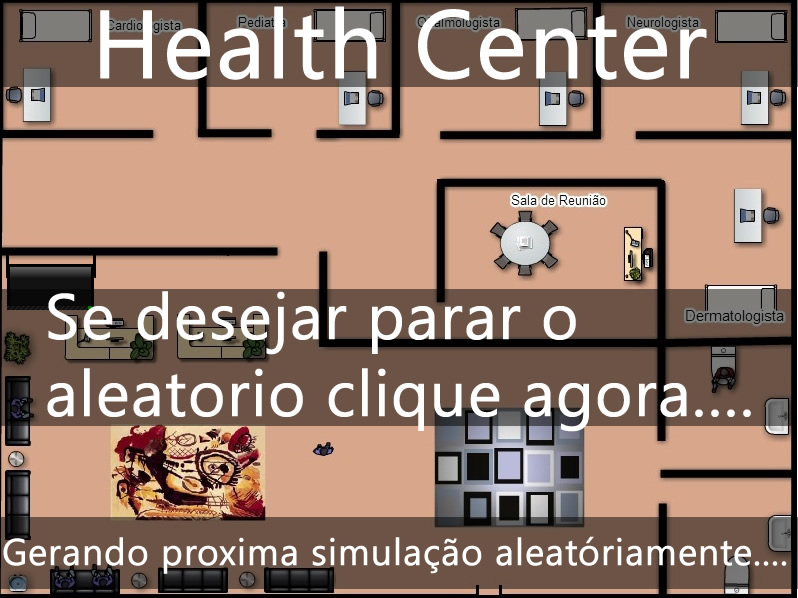 Cardiologista
Pediatra
Oftalmologista
Neurologista
Health Center
Sala de Reunião
Se desejar parar o
Dermatologista
aleatorio clique agora....
Gerando proxima simulação aleatóriamente....